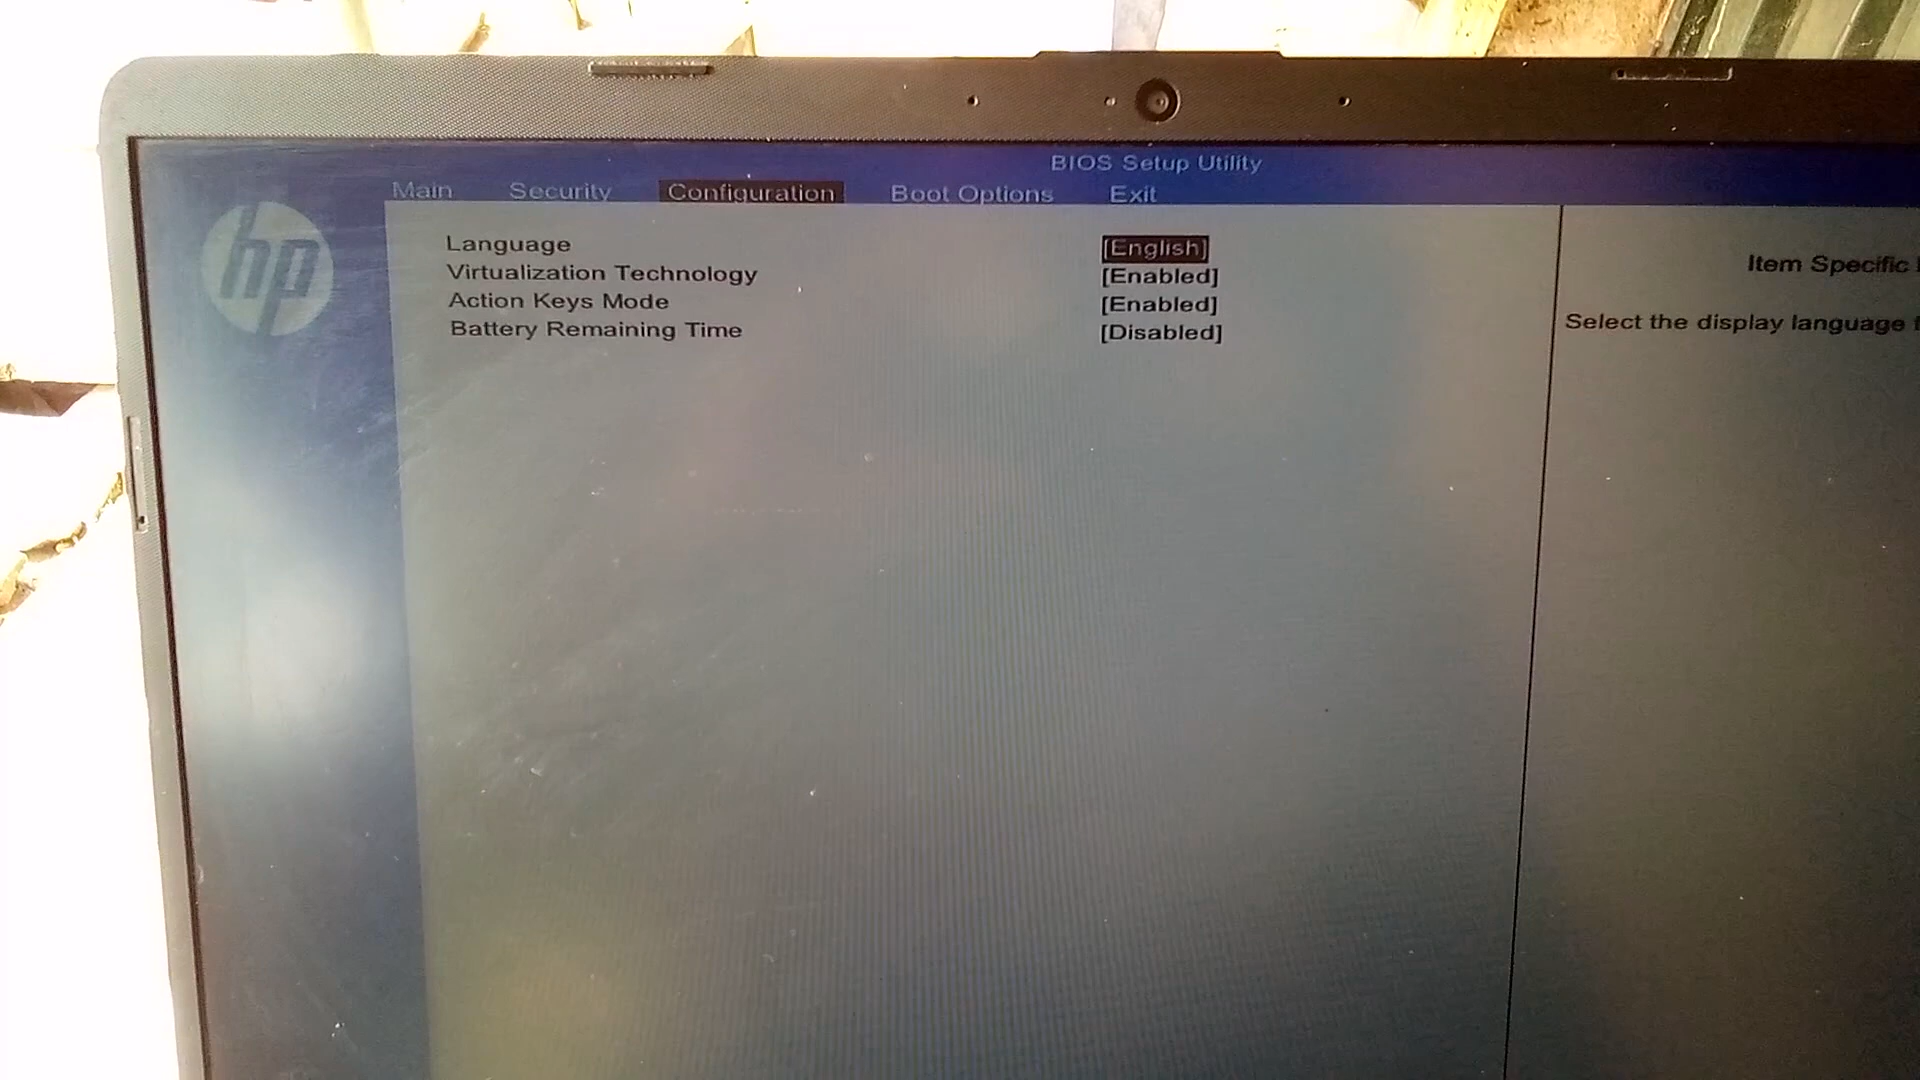 BIOS Setup Utility
Main Security Configuration Boot Options Exit
hp
Language [English]
Virtualization Technology [Enabled]
Action Keys Mode [Enabled]
Battery Remaining Time [Disabled]
Item Specific
Select the display language